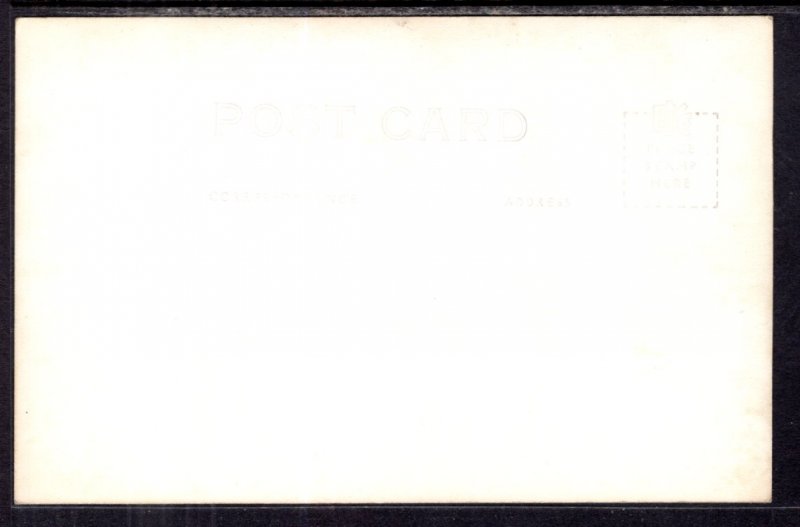 POST CARD
PLACE
STAMP
HERE
CORRESPONDENCE
ADDRESS